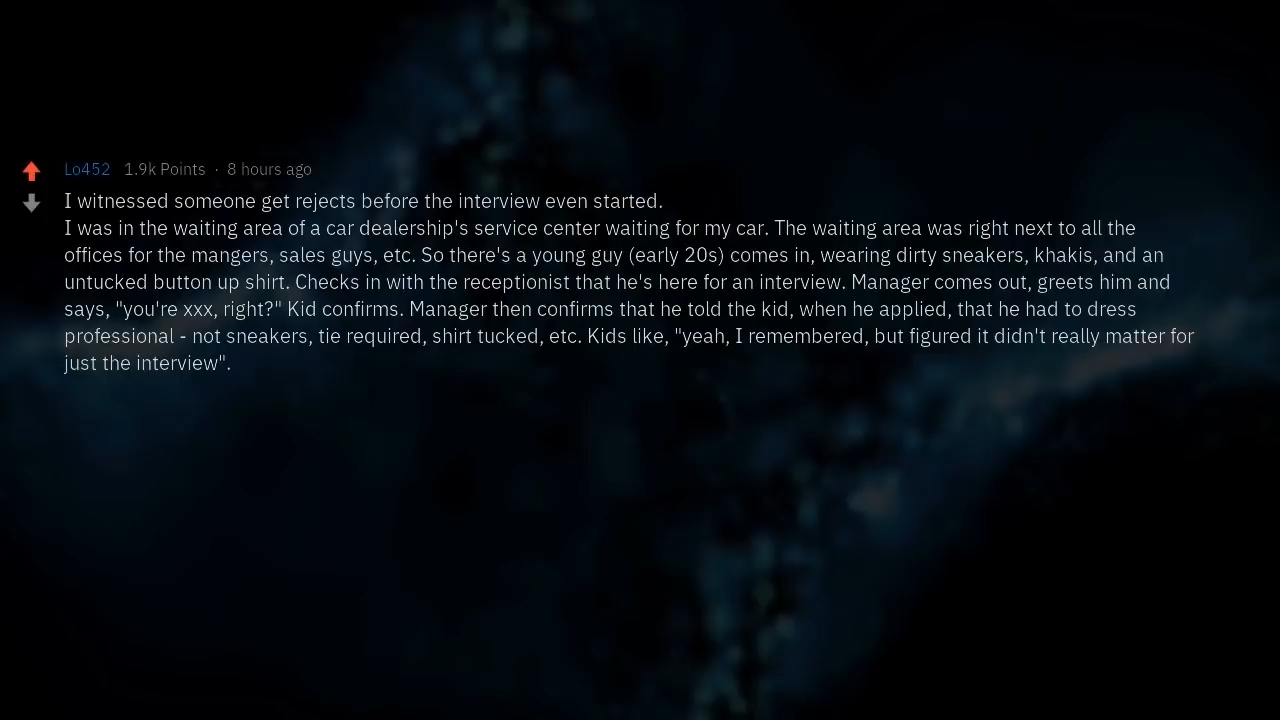 Lo452 1.9k Points · 8 hours ago
I witnessed someone get rejects before the interview even started.
I was in the waiting area of a car dealership's service center waiting for my car. The waiting area was right next to all the
offices for the mangers, sales guys, etc. So there's a young guy (early 20s) comes in, wearing dirty sneakers, khakis, and an
untucked button up shirt. Checks in with the receptionist that he's here for an interview. Manager comes out, greets him and
says, "you're xxx, right?" Kid confirms. Manager then confirms that he told the kid, when he applied, that he had to dress
professional - not sneakers, tie required, shirt tucked, etc. Kids like, "yeah, I remembered, but figured it didn't really matter for
just the interview".